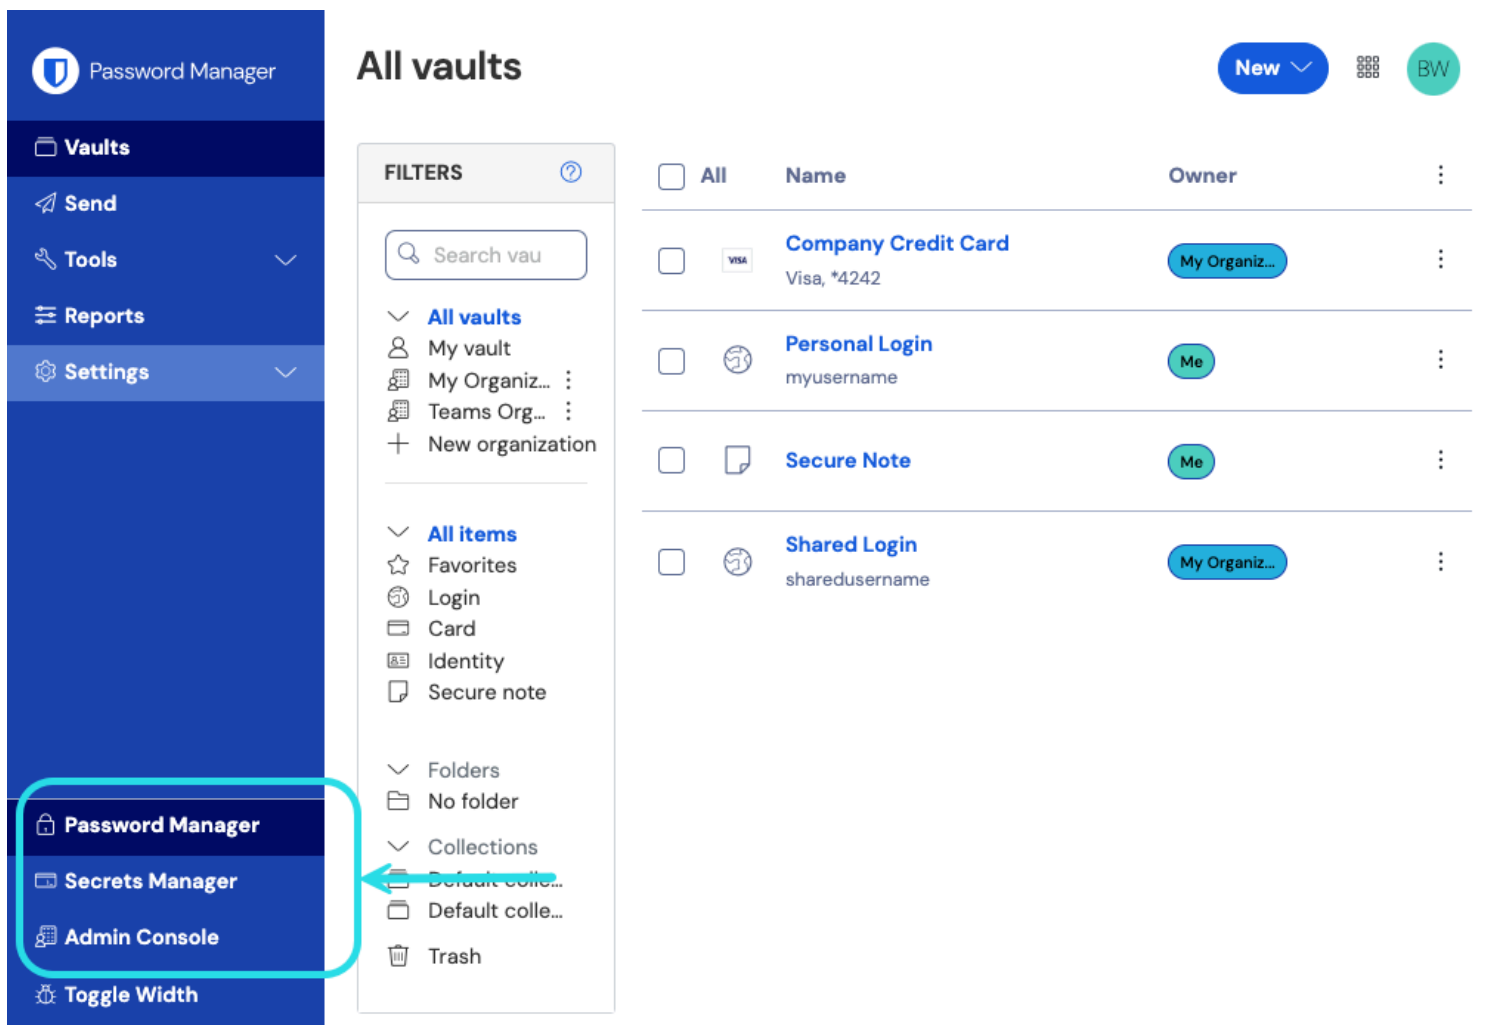 Password Manager
Vaults
Send
Tools
Reports
Settings
Password Manager
Secrets Manager
Admin Console
Toggle Width
All vaults
New
BW
FILTERS
Search vau
All vaults
My vault
My Organiz...
Teams Org...
New organization
All items
Favorites
Login
Card
Identity
Secure note
Folders
No folder
Collections
Default colle...
Default colle...
Trash
All Name Owner
VISA
Company Credit Card
Visa, *4242
My Organiz...
Personal Login
myusername
Me
Secure Note
Me
Shared Login
sharedusername
My Organiz...